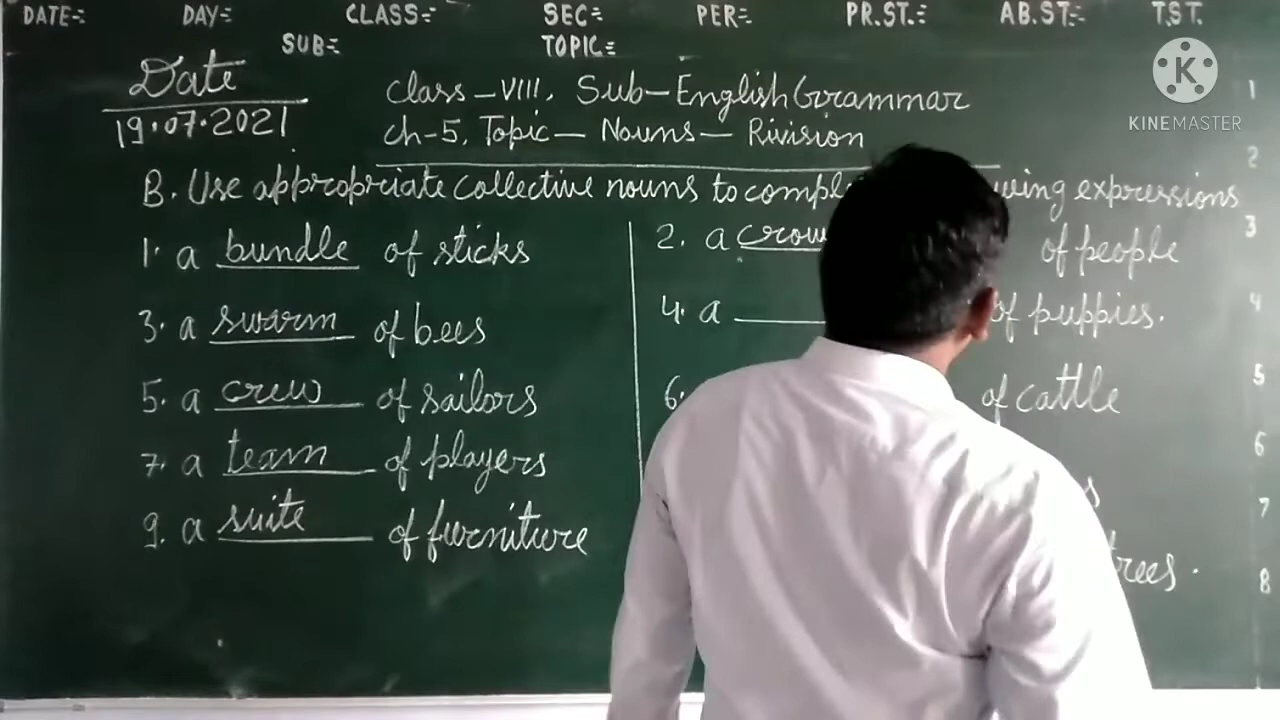 DATE-: DAY-: CLASS-: SEC-: PER-: PR.ST.-: AB.ST-: T.ST.
SUB-: TOPIC-:
Date
19.07.2021
class-VIII, Sub-English Grammar
ch-5, Topic- Nouns- Rivision
KINEMASTER
B. Use appropriate collective nouns to expressions
1. a bundle of sticks
2. a of people
3. a swarm of bees
4. a of puppies.
5. a crew of sailors
6. of cattle
7. a team of players
9. a suite of furniture
trees.
1
2
3
4
5
6
7
8